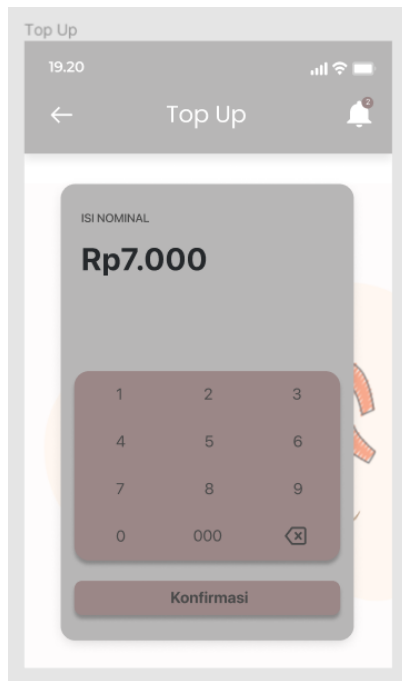 Top Up
19.20
Top Up
2
ISI NOMINAL
Rp7.000
1 2 3
4 5 6
7 8 9
0 000
Konfirmasi